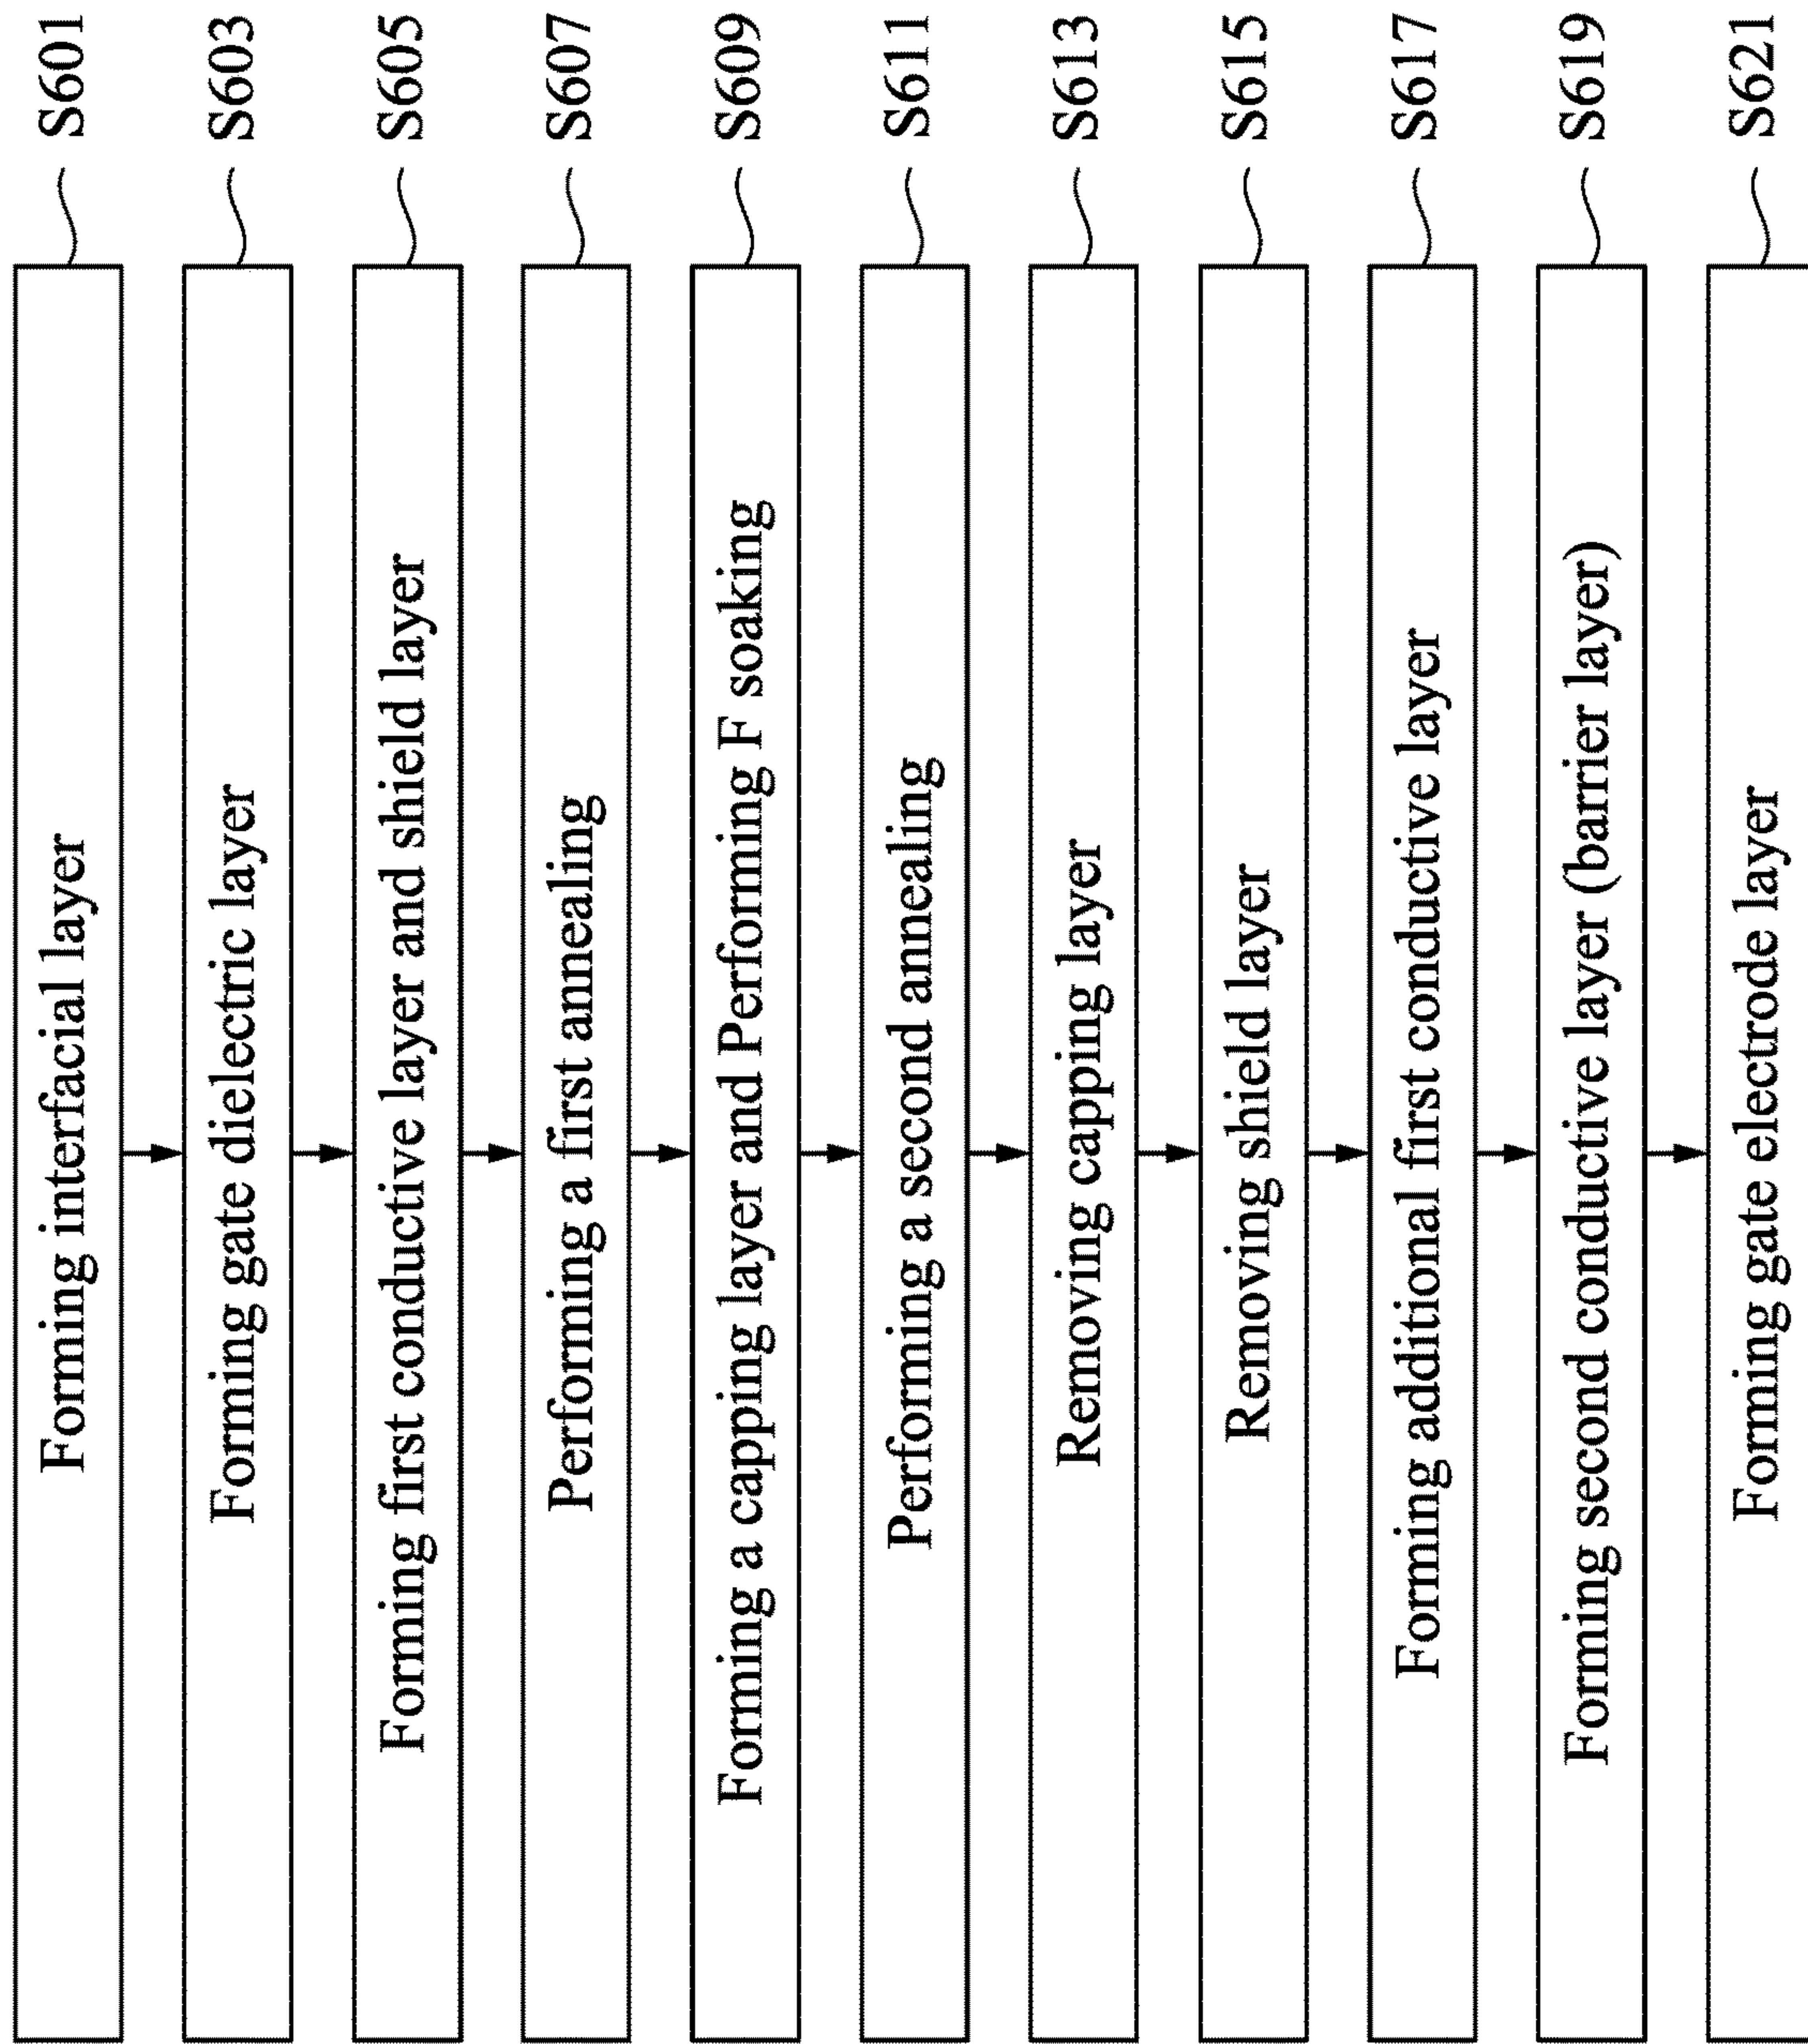 Forming interfacial layer S601
Forming gate dielectric layer S603
Forming first conductive layer and shield layer S605
Performing a first annealing S607
Forming a capping layer and Performing F soaking S609
Performing a second annealing S611
Removing capping layer S613
Removing shield layer S615
Forming additional first conductive layer S617
Forming second conductive layer (barrier layer) S619
Forming gate electrode layer S621